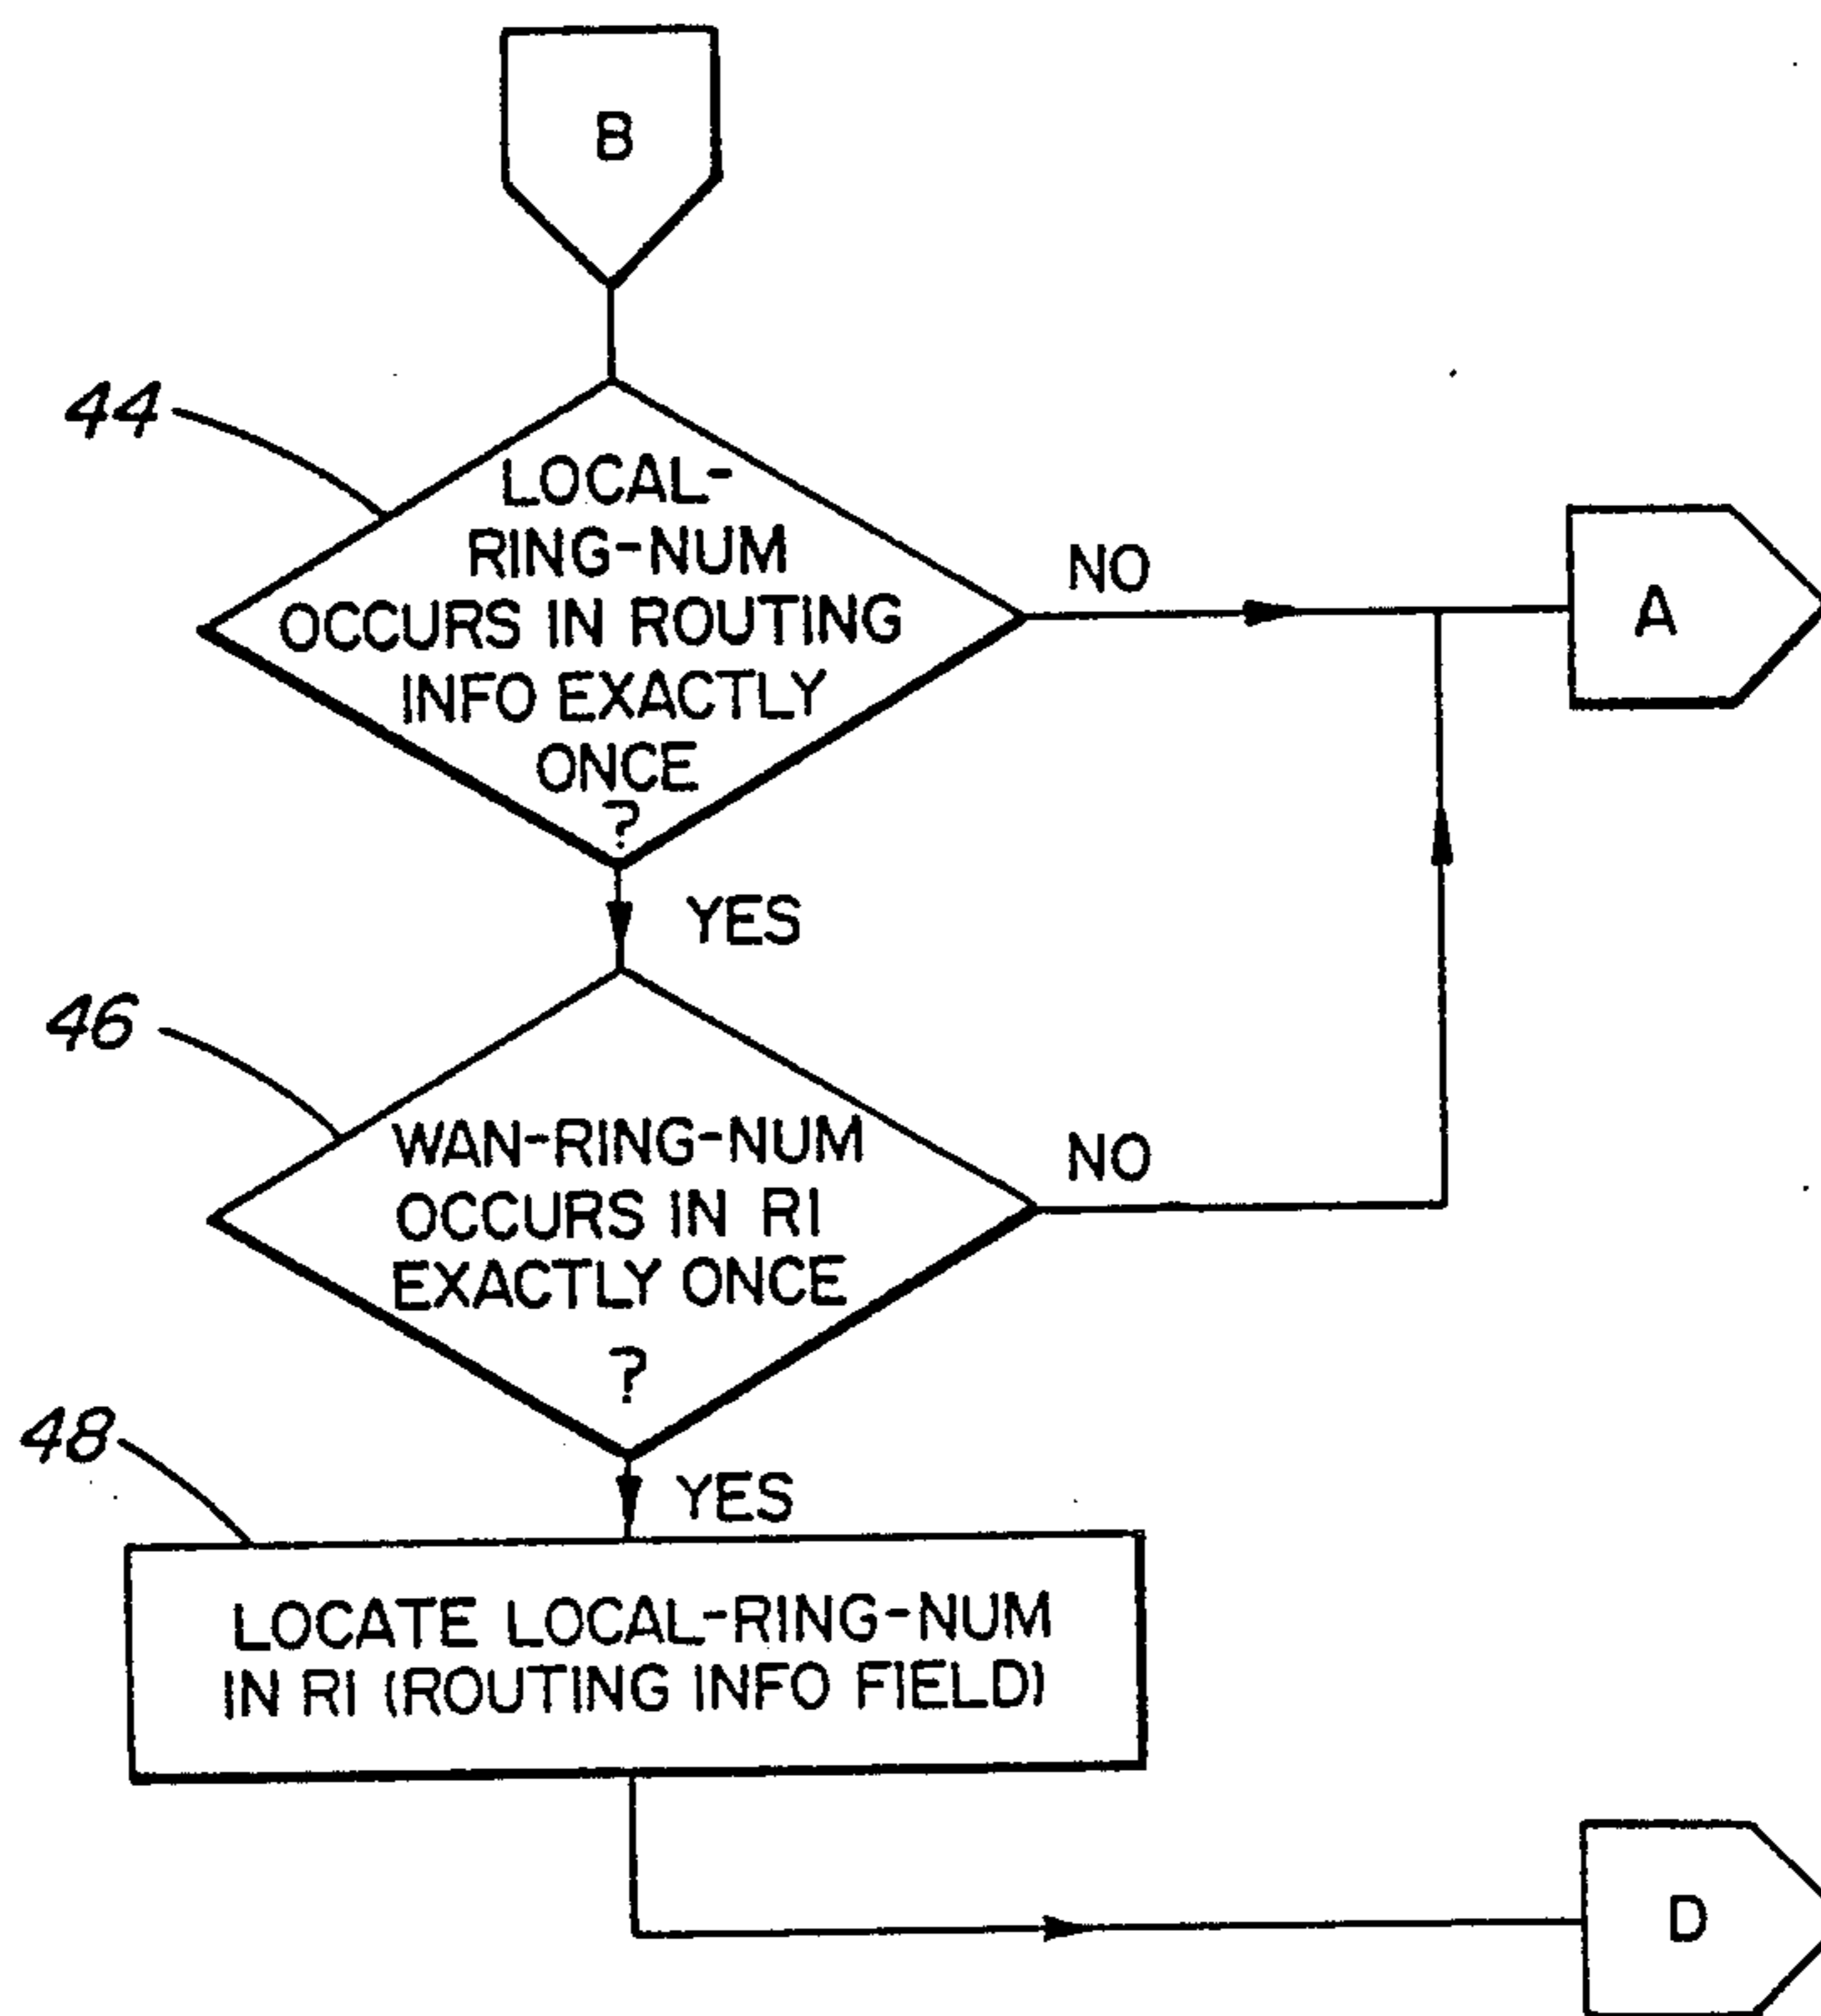 B
44
LOCAL-
RING-NUM
OCCURS IN ROUTING
INFO EXACTLY
ONCE
?
NO
A
YES
46
WAN-RING-NUM
OCCURS IN RI
EXACTLY ONCE
?
NO
48
YES
LOCATE LOCAL-RING-NUM
IN RI (ROUTING INFO FIELD)
D